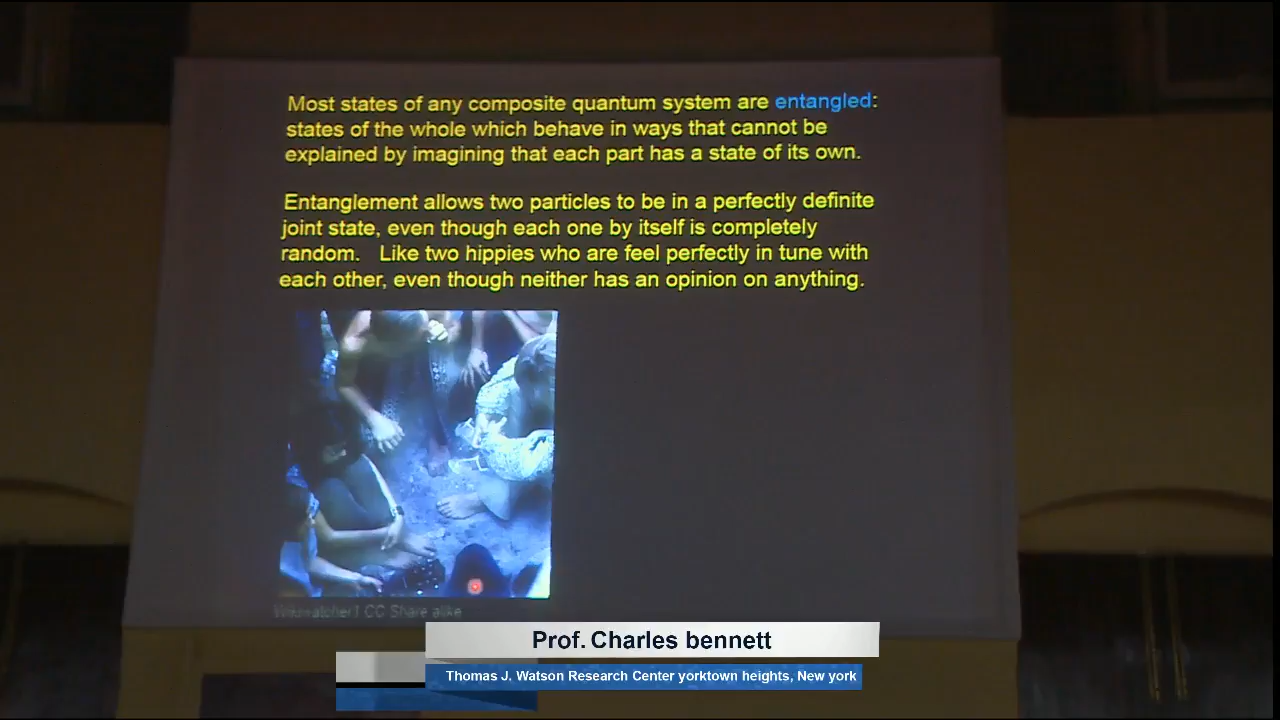 Most states of any composite quantum system are entangled:
states of the whole which behave in ways that cannot be
explained by imagining that each part has a state of its own.
Entanglement allows two particles to be in a perfectly definite
joint state, even though each one by itself is completely
random. Like two hippies who are feel perfectly in tune with
each other, even though neither has an opinion on anything.
CC Share alike
Prof. Charles bennett
Thomas J. Watson Research Center yorktown heights, New york